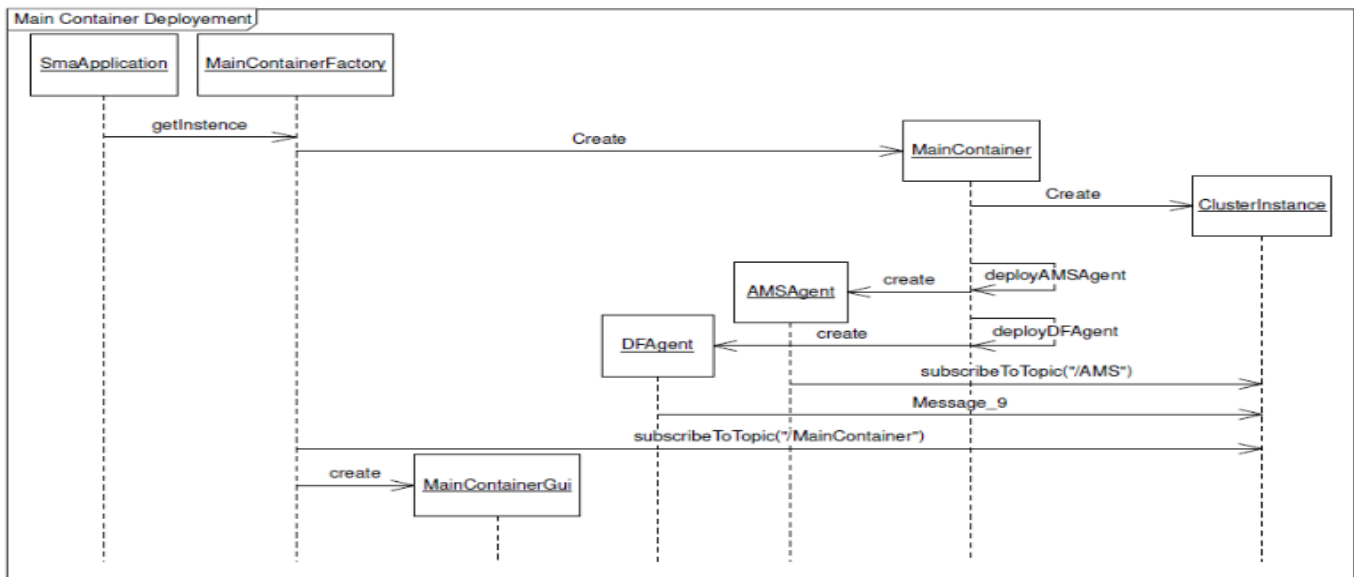 Main Container Deployement
SmaApplication
MainContainerFactory
getInstence
Create
MainContainer
Create
ClusterInstance
deployAMSAgent
create
AMSAgent
deployDFAgent
create
DFAgent
subscribeToTopic("/AMS")
Message_9
subscribeToTopic("/MainContainer")
create
MainContainerGui